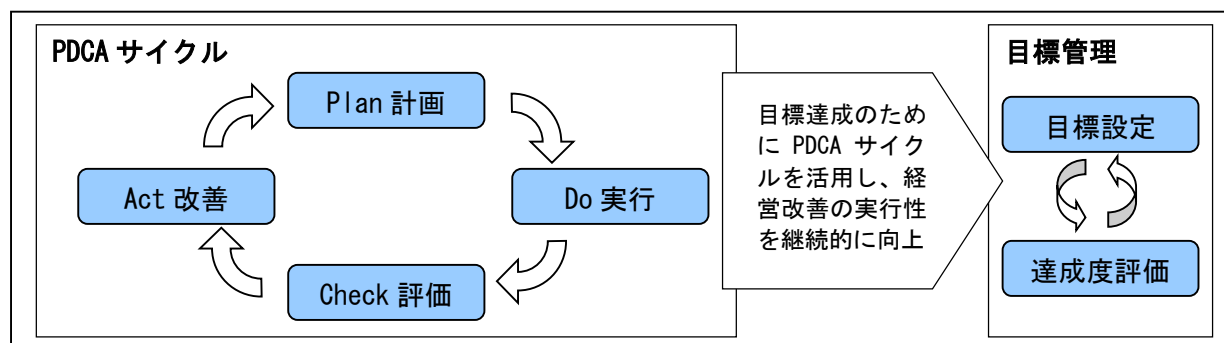 PDCA サイクル
Plan 計画
Do 実行
Check 評価
Act 改善
目標達成のため
に PDCA サイク
ルを活用し、経
営改善の実行性
を継続的に向上
目標管理
目標設定
達成度評価